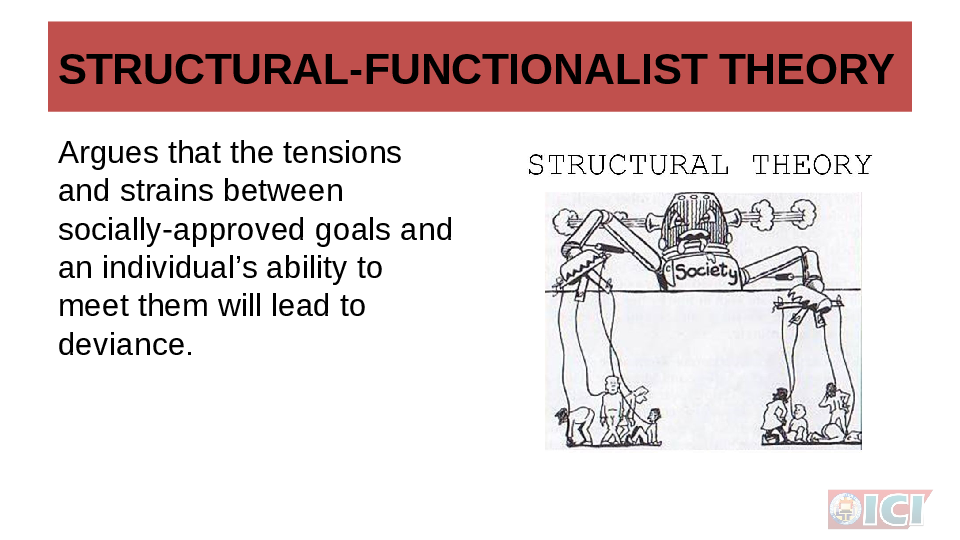 STRUCTURAL-FUNCTIONALIST THEORY
Argues that the tensions
and strains between
socially-approved goals and
an individual’s ability to
meet them will lead to
deviance.
STRUCTURAL THEORY
Society
ICI